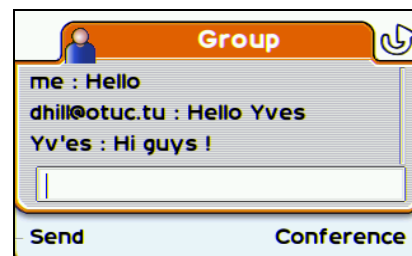 Group
me : Hello
dhill@otuc.tu : Hello Yves
Yv'es : Hi guys !
Send Conference